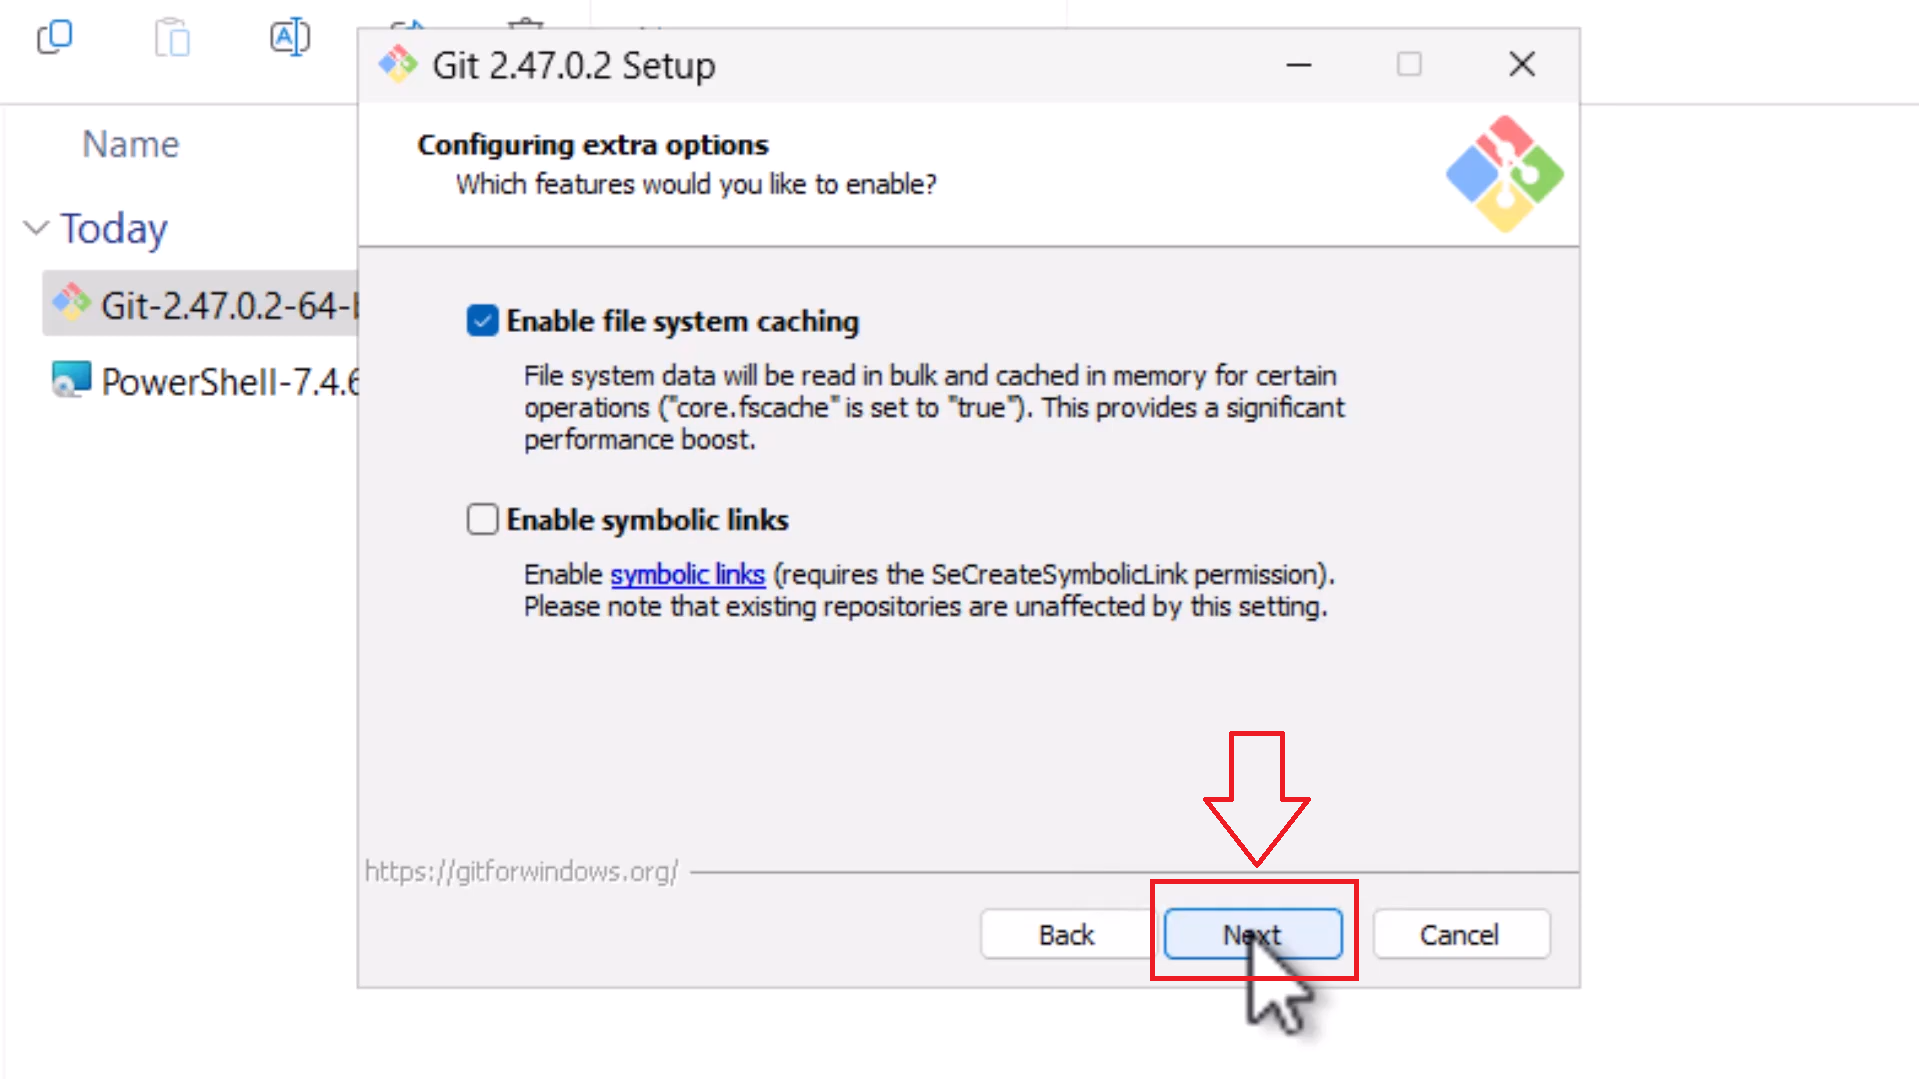 Git 2.47.0.2 Setup
Name
Configuring extra options
Which features would you like to enable?
Today
Git-2.47.0.2-64-
PowerShell-7.4.6
Enable file system caching
File system data will be read in bulk and cached in memory for certain
operations ("core.fscache" is set to "true"). This provides a significant
performance boost.
Enable symbolic links
Enable symbolic links (requires the SeCreateSymbolicLink permission).
Please note that existing repositories are unaffected by this setting.
https://gitforwindows.org/
Back
Next
Cancel